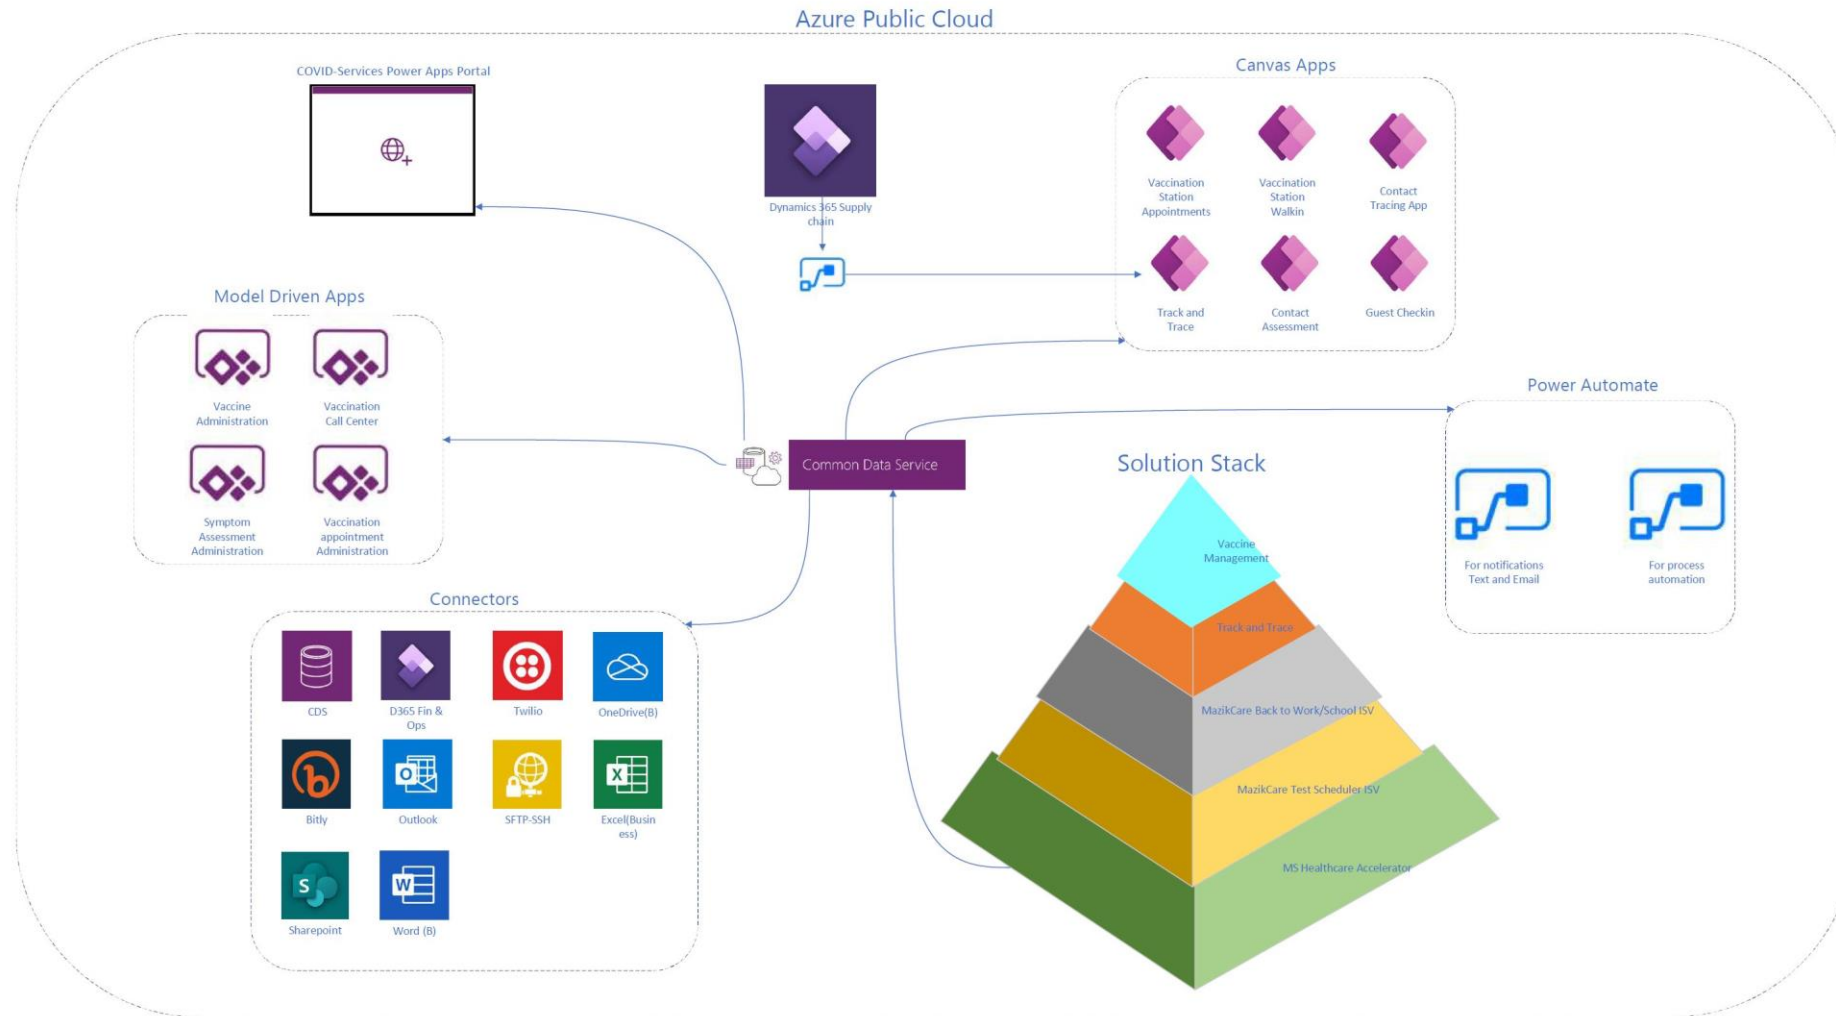 Azure Public Cloud
COVID-Services Power Apps Portal
Dynamics 365 Supply
chain
Canvas Apps
Vaccination
Station
Appointments
Vaccination
Station
Walkin
Contact
Tracing App
Track and
Trace
Contact
Assessment
Guest Checkin
Model Driven Apps
Vaccine
Administration
Vaccination
Call Center
Symptom
Assessment
Administration
Vaccination
appointment
Administration
Common Data Service
Power Automate
For notifications
Text and Email
For process
automation
Solution Stack
Vaccine
Management
Track and Trace
MazikCare Back to Work/School ISV
MazikCare Test Scheduler ISV
MS Healthcare Accelerator
Connectors
CDS
D365 Fin &
Ops
Twilio
OneDrive(B)
Bitly
Outlook
SFTP-SSH
Excel(Busin
ess)
Sharepoint
Word (B)